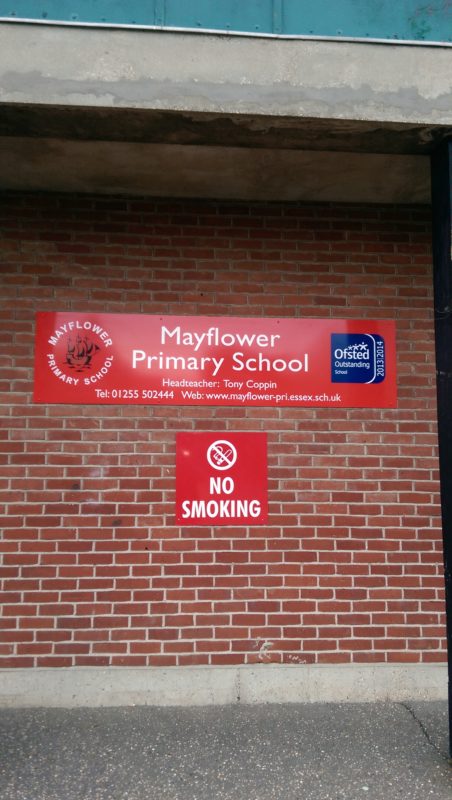 MAYFLOWER
PRIMARY SCHOOL
Mayflower
Primary School
Headteacher: Tony Coppin
Tel: 01255 502444 Web: www.mayflower-pri.essex.sch.uk
Ofsted
Outstanding
School
2013|2014
NO
SMOKING